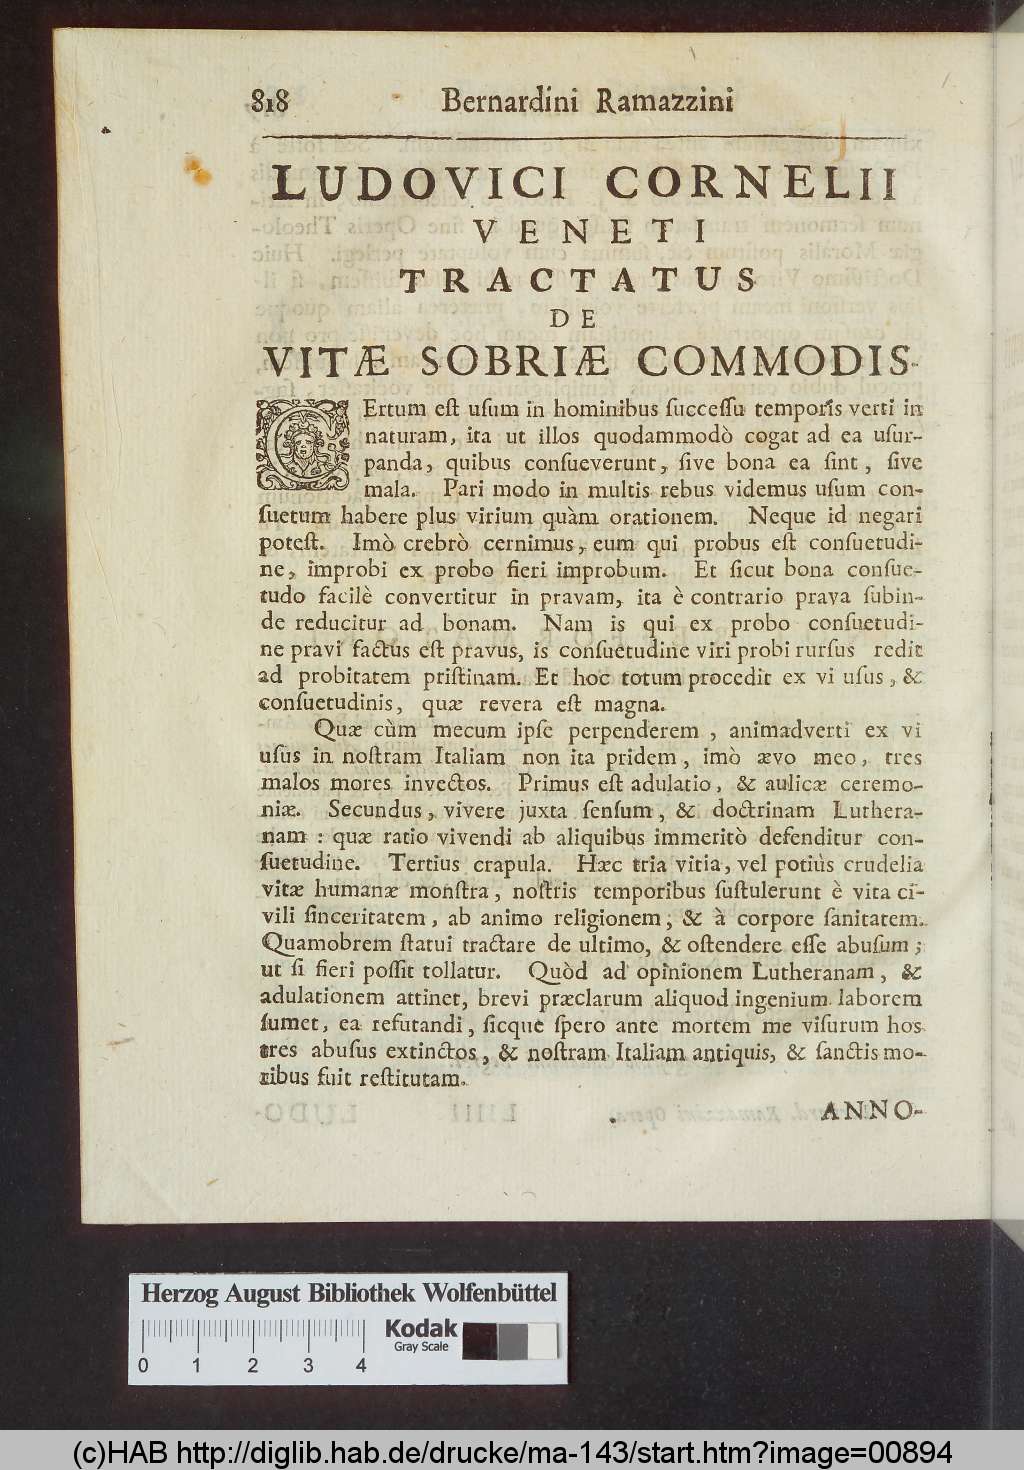 818 Bernardini Ramazzini
LUDOVICI CORNELII
VENETI
TRACTATUS
DE
VITÆ SOBRIÆ COMMODIS.
CErtum eſt uſum in hominibus ſucceſſu temporis verti in
naturam, ita ut illos quodammodò cogat ad ea uſur-
panda, quibus conſueverunt, ſive bona ea ſint, ſive
mala. Pari modo in multis rebus videmus uſum con-
ſuetum habere plus virium quàm orationem. Neque id negari
poteſt. Imò crebrò cernimus, eum qui probus eſt conſuetudi-
ne, improbi ex probo fieri improbum. Et ſicut bona conſue-
tudo facilè convertitur in pravam, ita è contrario prava ſubin-
de reducitur ad bonam. Nam is qui ex probo conſuetudi-
ne pravi factus eſt pravus, is conſuetudine viri probi rurſus redit
ad probitatem priſtinam. Et hoc totum procedit ex vi uſus, &
conſuetudinis, quæ revera eſt magna.
Quæ cùm mecum ipſe perpenderem, animadverti ex vi
uſus in noſtram Italiam non ita pridem, imò ævo meo, tres
malos mores invectos. Primus eſt adulatio, & aulicæ ceremo-
niæ. Secundus, vivere juxta ſenſum, & doctrinam Luthera-
nam : quæ ratio vivendi ab aliquibus immeritò defenditur con-
ſuetudine. Tertius crapula. Hæc tria vitia, vel potiùs crudelia
vitæ humanæ monſtra, noſtris temporibus ſuſtulerunt è vita ci-
vili ſinceritatem, ab animo religionem, & à corpore ſanitatem.
Quamobrem ſtatui tractare de ultimo, & oſtendere eſſe abuſum;
ut ſi fieri poſſit tollatur. Quòd ad opinionem Lutheranam, &
adulationem attinet, brevi præclarum aliquod ingenium laborem
ſumet, ea refutandi, ſicque ſpero ante mortem me viſurum hos
tres abuſus extinctos, & noſtram Italiam antiquis, & ſanctis mo-
ribus fuit reſtitutam.
ANNO-
Herzog August Bibliothek Wolfenbüttel
Kodak
Gray Scale
0 1 2 3 4
(c)HAB http://diglib.hab.de/drucke/ma-143/start.htm?image=00894